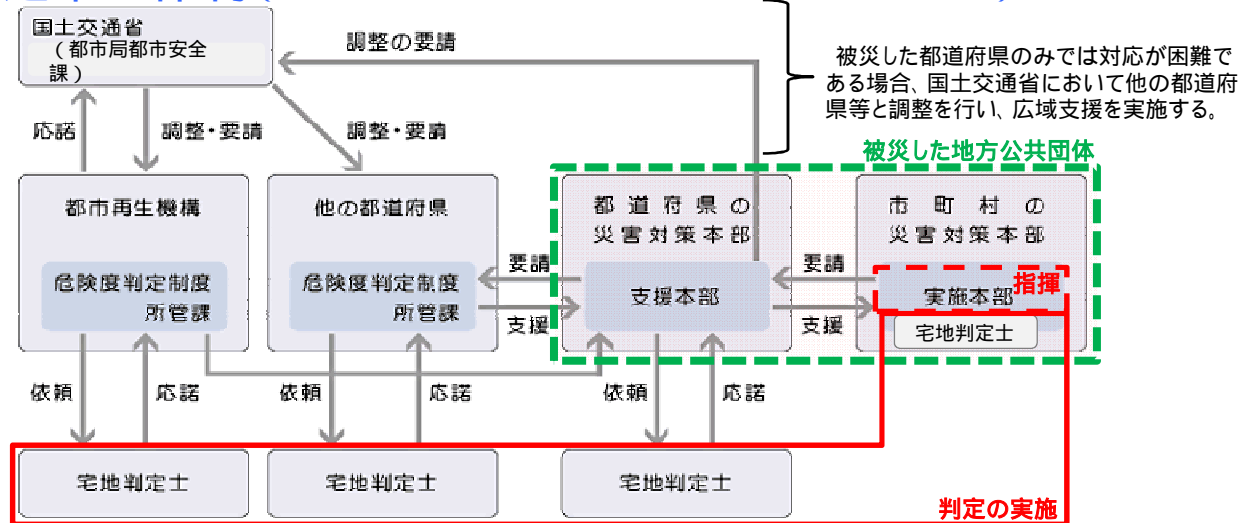 国土交通省
（都市局都市安全
課）
調整の要請
被災した都道府県のみでは対応が困難で
ある場合、国土交通省において他の都道府
県等と調整を行い、広域支援を実施する。
応諾
調整・要請
調整・要請
被災した地方公共団体
都市再生機構
他の都道府県
都道府県の
災害対策本部
市町村の
災害対策本部
危険度判定制度
所管課
危険度判定制度
所管課
要請
支援
支援本部
要請
支援
指揮
実施本部
宅地判定士
依頼
応諾
依頼
応諾
依頼
応諾
宅地判定士
宅地判定士
宅地判定士
判定の実施